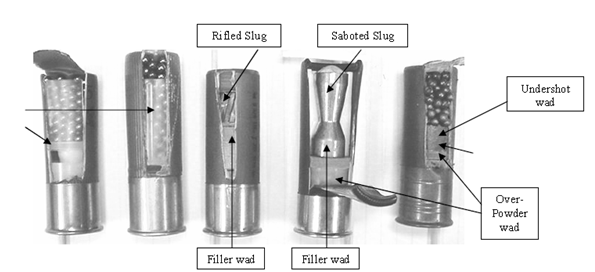 Rifled Slug
Saboted Slug
Undershot
wad
Over-
Powder
wad
Filler wad
Filler wad